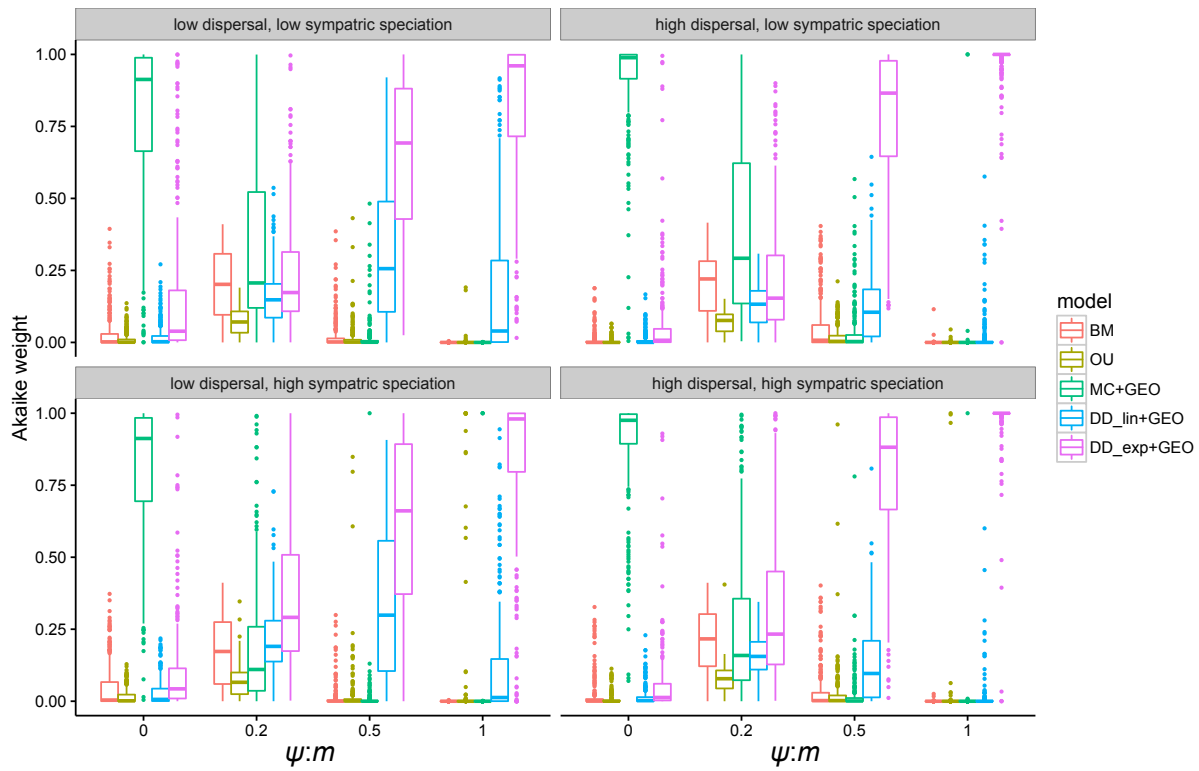 low dispersal, low sympatric speciation
high dispersal, low sympatric speciation
1.00
0.75
0.50
0.25
0.00
Akaike weight
low dispersal, high sympatric speciation
high dispersal, high sympatric speciation
1.00
0.75
0.50
0.25
0.00
0 0.2 0.5 1
0 0.2 0.5 1
ψ:m
ψ:m
model
BM
OU
MC+GEO
DD_lin+GEO
DD_exp+GEO